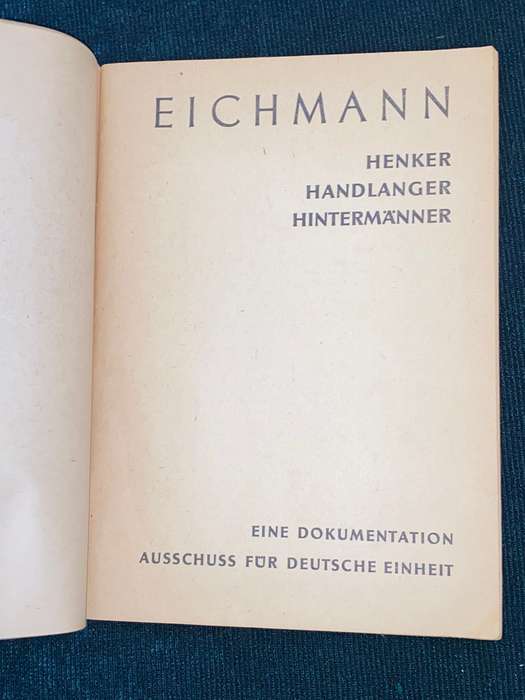 EICHMANN
HENKER
HANDLANGER
HINTERMÄNNER
EINE DOKUMENTATION
AUSSCHUSS FÜR DEUTSCHE EINHEIT